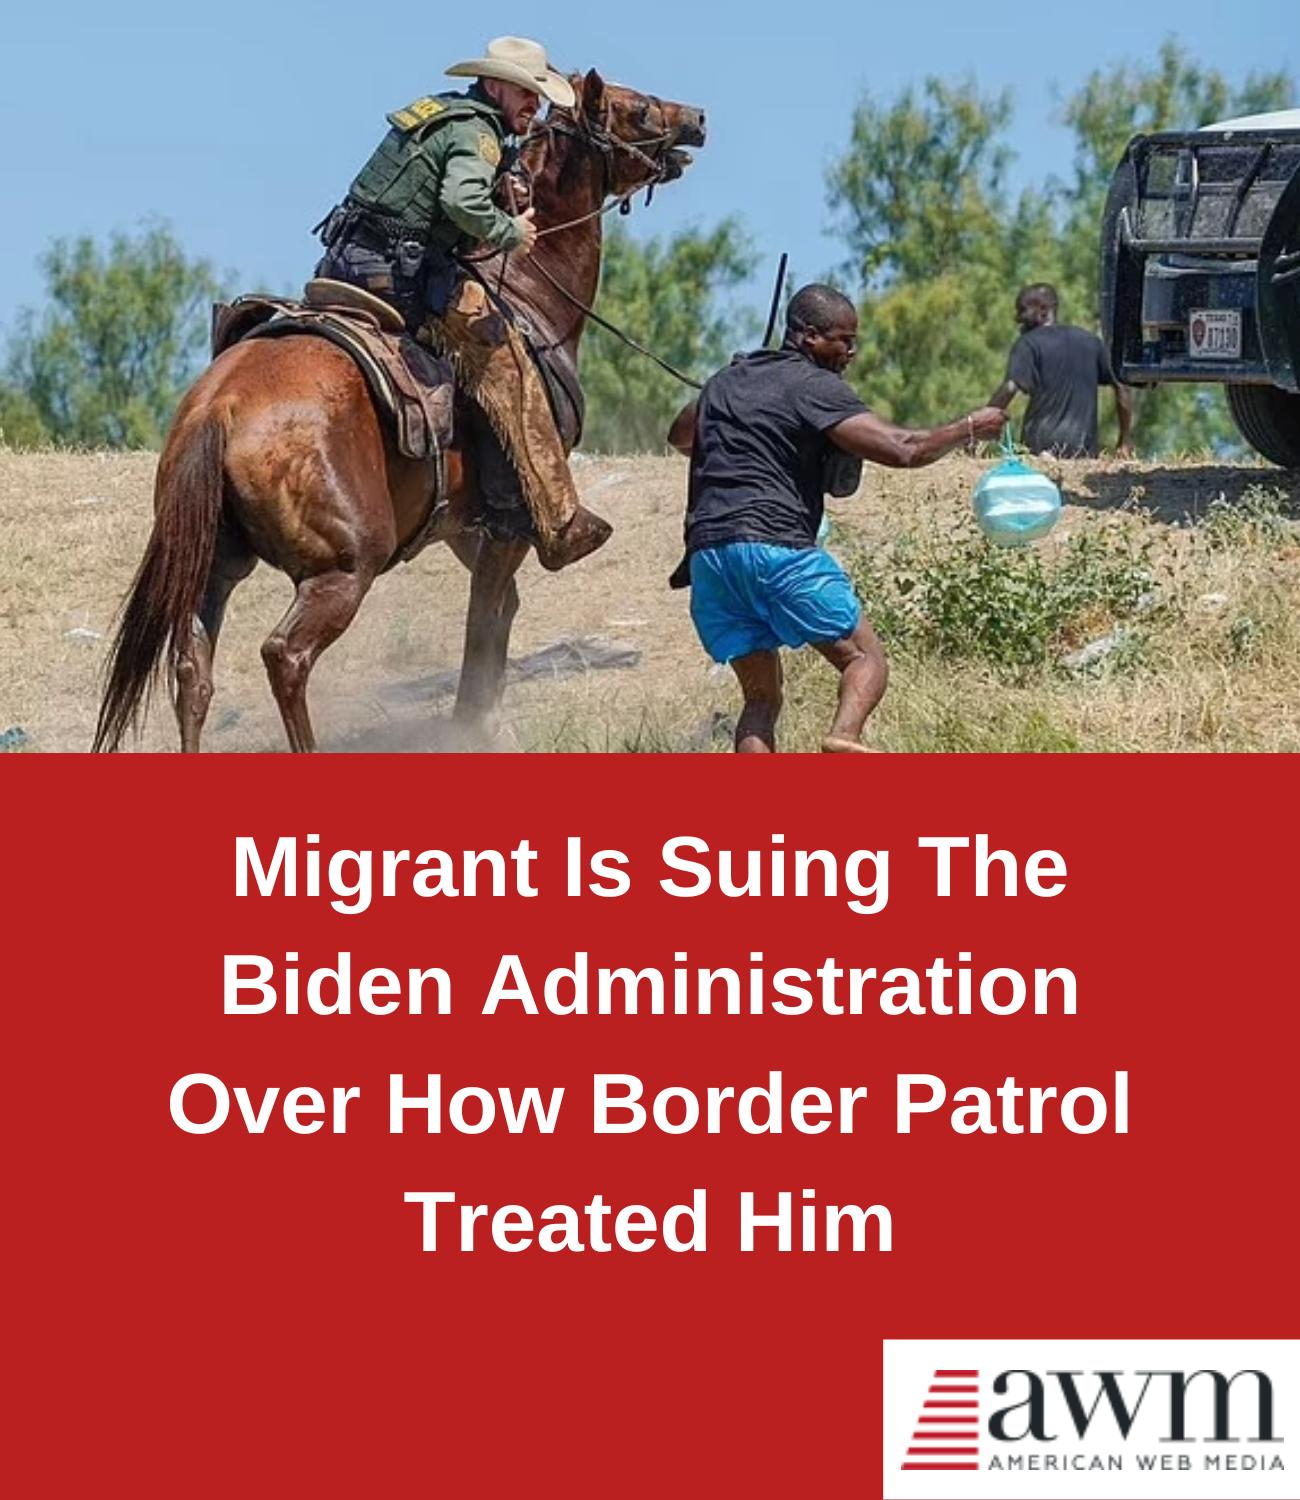 Migrant Is Suing The
Biden Administration
Over How Border Patrol
Treated Him
awm
AMERICAN WEB MEDIA